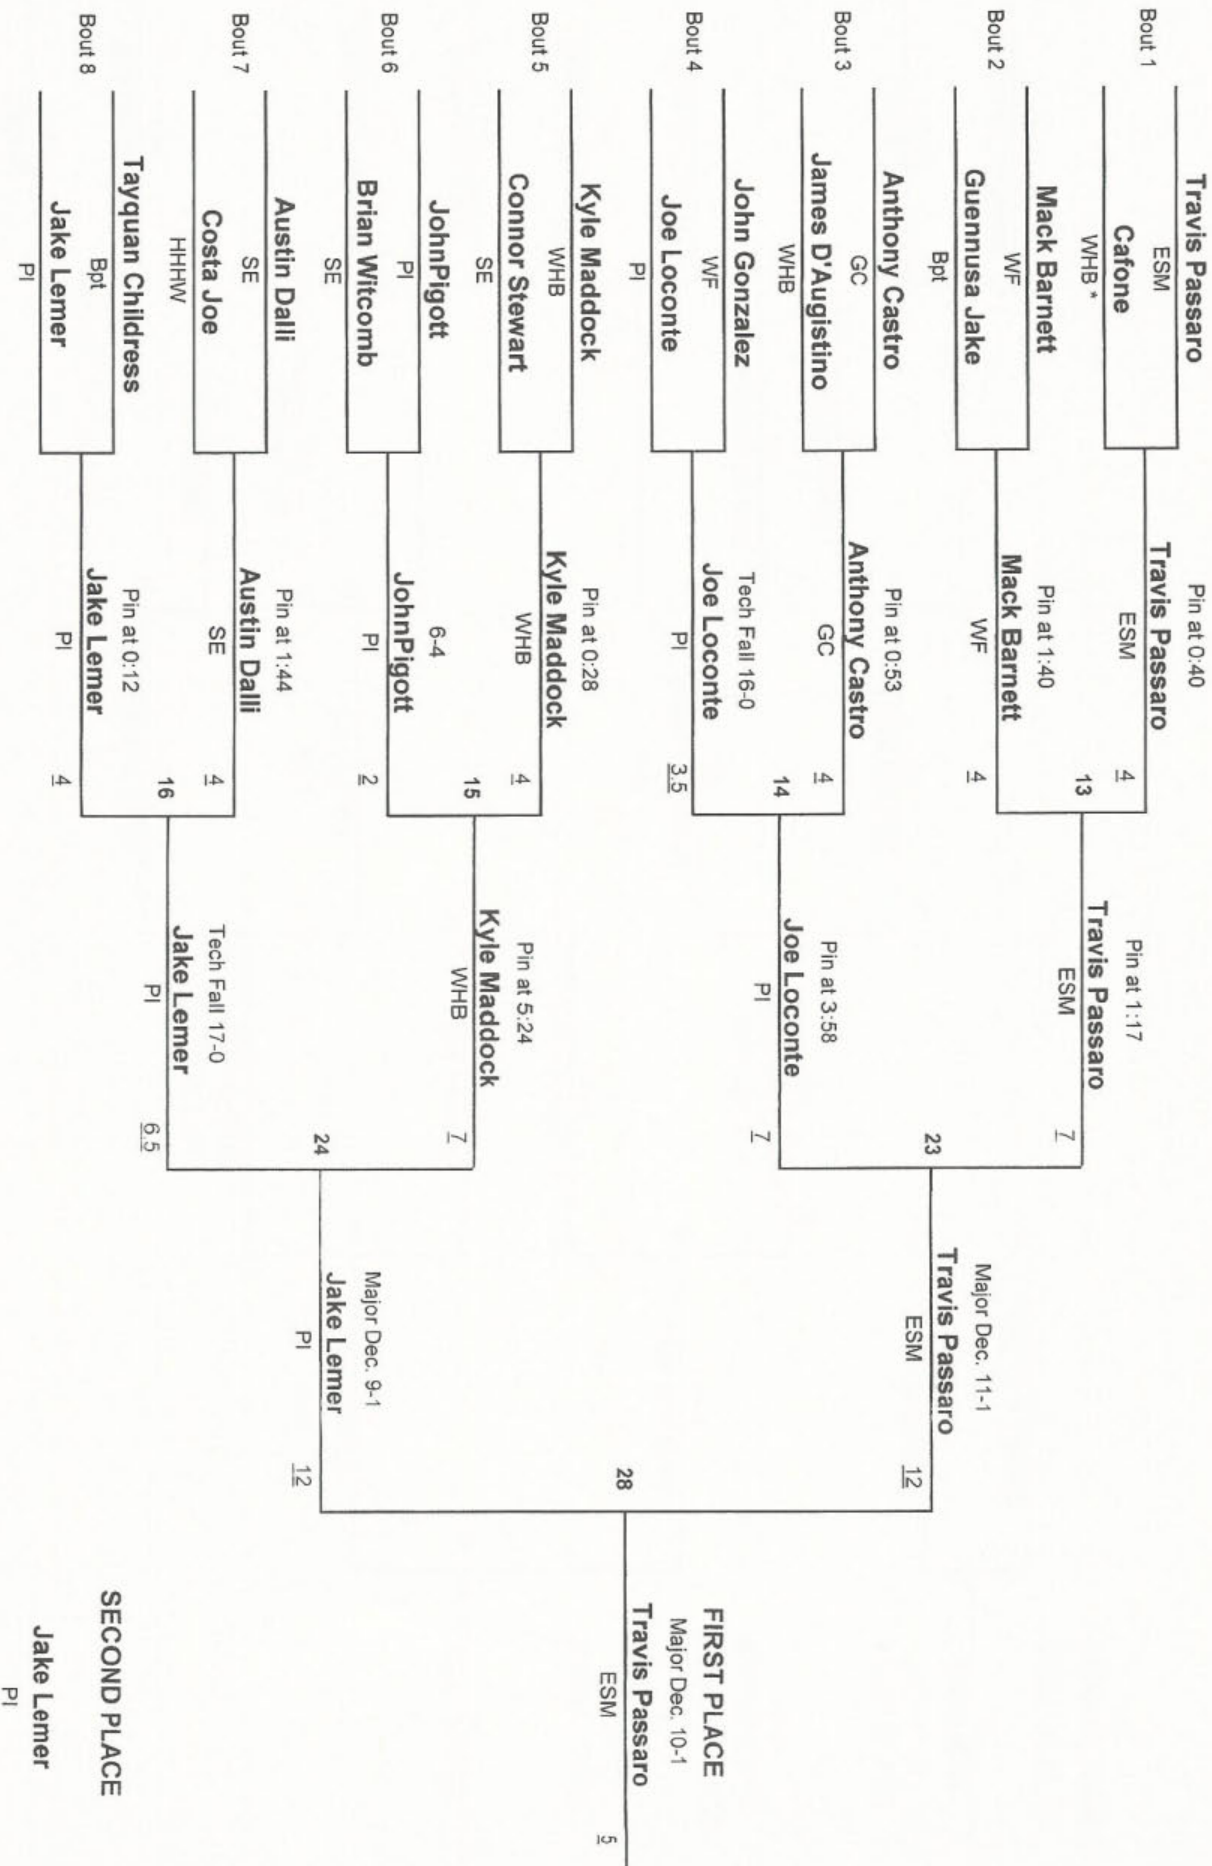 Bout 1
Travis Passaro
ESM
Cafone
WHB *
Bout 2
Mack Barnett
WF
Guennusa Jake
Bpt
Bout 3
Anthony Castro
GC
James D'Augistino
WHB
Bout 4
John Gonzalez
WF
Joe Loconte
PI
Bout 5
Kyle Maddock
WHB
Connor Stewart
SE
Bout 6
JohnPigott
PI
Brian Witcomb
SE
Bout 7
Austin Dalli
SE
Costa Joe
HHHW
Bout 8
Tayquan Childress
Bpt
Jake Lemer
PI
Pin at 0:40
Travis Passaro
ESM 4
13
Pin at 1:40
Mack Barnett
WF 4
Pin at 0:53
Anthony Castro
GC 4
14
Tech Fall 16-0
Joe Loconte
PI 3.5
Pin at 0:28
Kyle Maddock
WHB 4
15
6-4
JohnPigott
PI 2
Pin at 1:44
Austin Dalli
SE 4
16
Pin at 0:12
Jake Lemer
PI 4
Pin at 1:17
Travis Passaro
ESM 7
23
Pin at 3:58
Joe Loconte
PI 7
Pin at 5:24
Kyle Maddock
WHB 7
24
Tech Fall 17-0
Jake Lemer
PI 6.5
Major Dec. 11-1
Travis Passaro
ESM 12
28
Major Dec. 9-1
Jake Lemer
PI 12
FIRST PLACE
Major Dec. 10-1
Travis Passaro
ESM 5
SECOND PLACE
Jake Lemer
PI